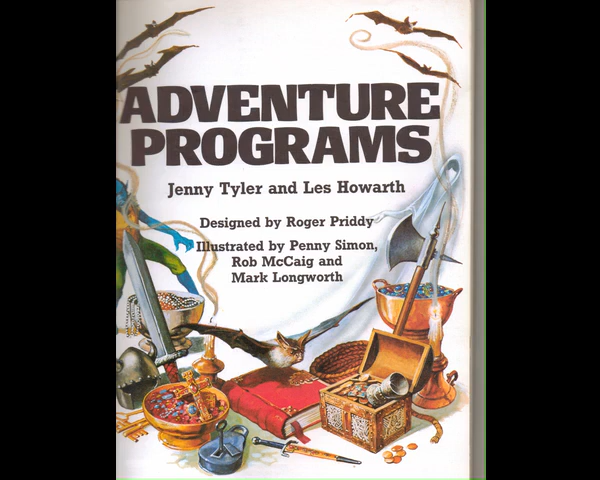 ADVENTURE
PROGRAMS
Jenny Tyler and Les Howarth
Designed by Roger Priddy
Illustrated by Penny Simon,
Rob McCaig and
Mark Longworth